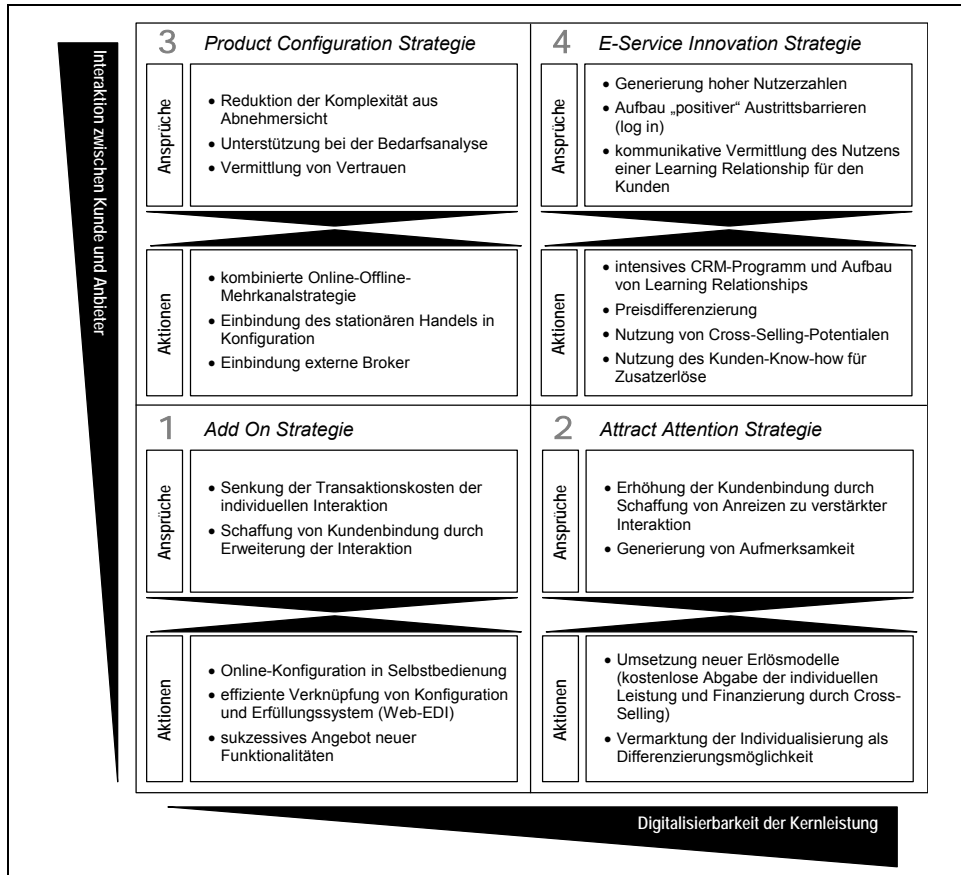 Interaktion zwischen Kunde und Anbieter
3 Product Configuration Strategie
Ansprüche
• Reduktion der Komplexität aus
Abnehmersicht
• Unterstützung bei der Bedarfsanalyse
• Vermittlung von Vertrauen
Aktionen
• kombinierte Online-Offline-
Mehrkanalstrategie
• Einbindung des stationären Handels in
Konfiguration
• Einbindung externe Broker
4 E-Service Innovation Strategie
Ansprüche
• Generierung hoher Nutzerzahlen
• Aufbau „positiver“ Austrittsbarrieren
(log in)
• kommunikative Vermittlung des Nutzens
einer Learning Relationship für den
Kunden
Aktionen
• intensives CRM-Programm und Aufbau
von Learning Relationships
• Preisdifferenzierung
• Nutzung von Cross-Selling-Potentialen
• Nutzung des Kunden-Know-how für
Zusatzerlöse
1 Add On Strategie
Ansprüche
• Senkung der Transaktionskosten der
individuellen Interaktion
• Schaffung von Kundenbindung durch
Erweiterung der Interaktion
Aktionen
• Online-Konfiguration in Selbstbedienung
• effiziente Verknüpfung von Konfiguration
und Erfüllungssystem (Web-EDI)
• sukzessives Angebot neuer
Funktionalitäten
2 Attract Attention Strategie
Ansprüche
• Erhöhung der Kundenbindung durch
Schaffung von Anreizen zu verstärkter
Interaktion
• Generierung von Aufmerksamkeit
Aktionen
• Umsetzung neuer Erlösmodelle
(kostenlose Abgabe der individuellen
Leistung und Finanzierung durch Cross-
Selling)
• Vermarktung der Individualisierung als
Differenzierungsmöglichkeit
Digitalisierbarkeit der Kernleistung